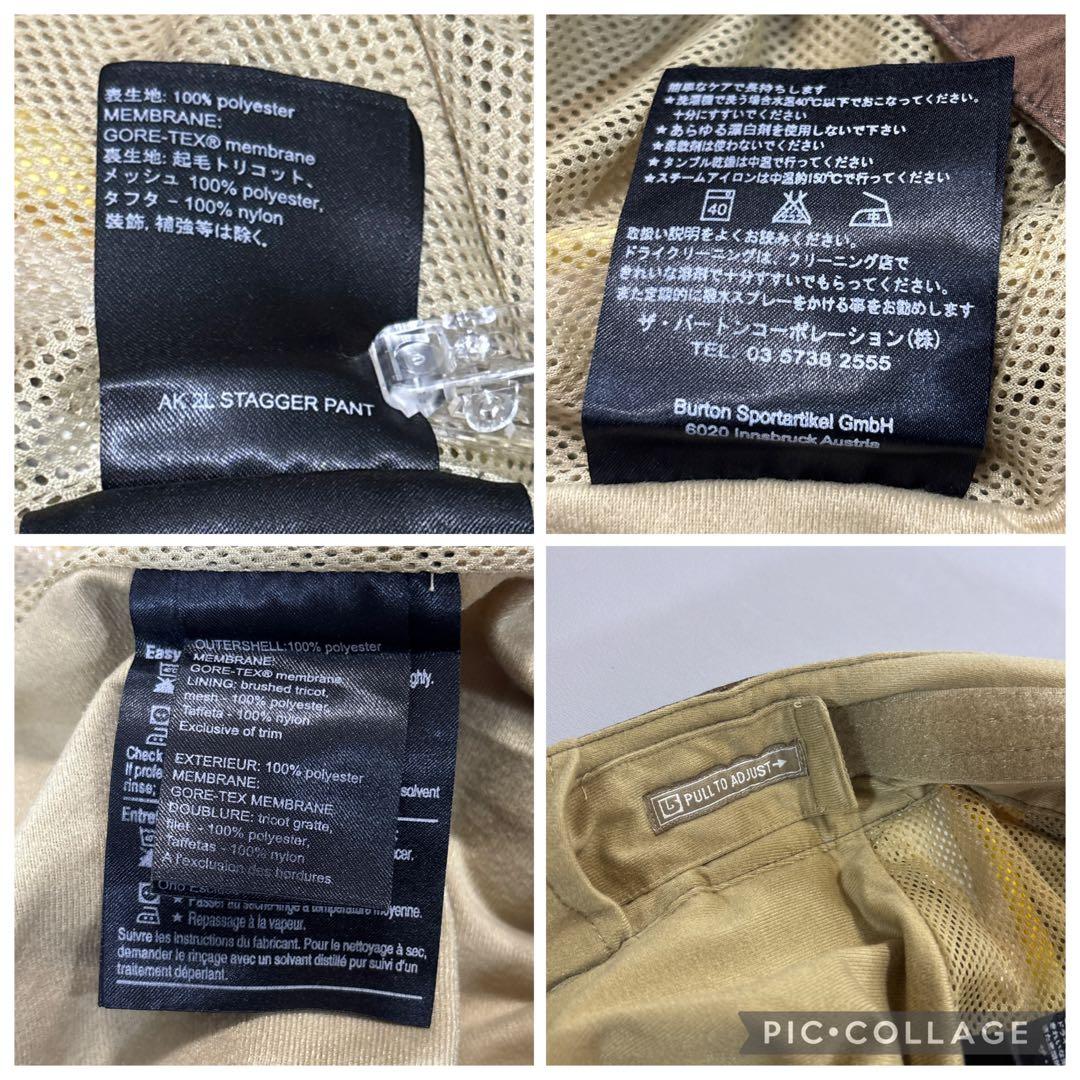 表生地: 100% polyester
MEMBRANE:
GORE-TEX® membrane
裏生地: 起毛トリコット、
メッシュ 100% polyester,
タフタ - 100% nylon
装飾, 補強等は除く。
AK 2L STAGGER PANT
簡単なケアで長持ちします
★洗濯機で洗う場合水温40℃以下でおこなってください。
十分にすすいでください。
★あらゆる漂白剤を使用しないで下さい
★柔軟剤は使わないでください
★タンブル乾燥は中温で行ってください
★スチームアイロンは中温約150℃で行ってください
40 中
取扱い説明をよくお読みください。
ドライクリーニングは、クリーニング店で
きれいな溶剤で十分すすいでもらってください。
また定期的に撥水スプレーをかける事をお勧めします
ザ・バートンコーポレーション(株)
TEL. 03 5738 2555
Burton Sportartikel GmbH
6020 Innsbruck Austria
OUTERSHELL:100% polyester
Easy
MEMBRANE:
GORE-TEX® membrane
LINING: brushed tricot,
mesh - 100% polyester,
Taffeta - 100% nylon
Exclusive of trim
EXTERIEUR: 100% polyester
MEMBRANE:
GORE-TEX MEMBRANE
DOUBLURE: tricot gratte,
filet - 100% polyester,
Taffetas - 100% nylon
A l'exclusion des bordures
Check
If
rinse;
solvent
★ Repassage à la vapeur.
Suivre les instructions du fabricant. Pour le nettoyage à sec,
demander le rinçage avec un solvant distillé pur suivi d'un
traitement déperlant.
PULL TO ADJUST→
PIC•COLLAGE